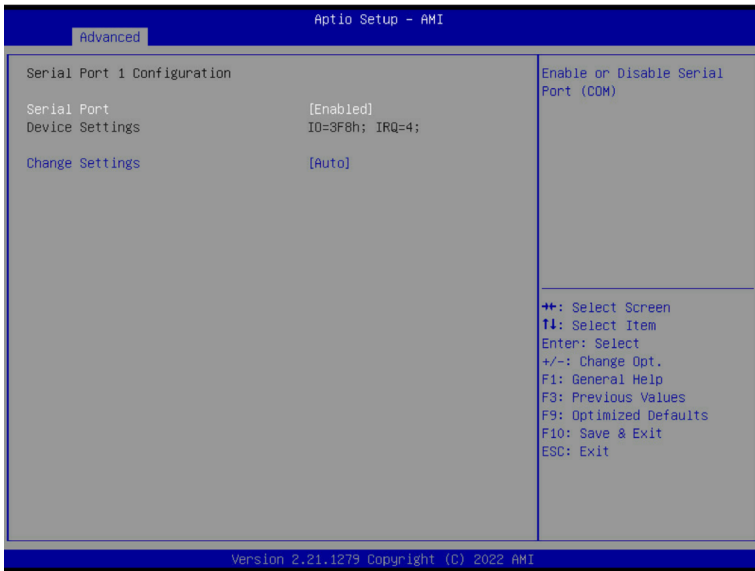 Aptio Setup – AMI
Advanced
Serial Port 1 Configuration
Serial Port [Enabled]
Device Settings IO=3F8h; IRQ=4;
Change Settings [Auto]
Enable or Disable Serial
Port (COM)
→←: Select Screen
↑↓: Select Item
Enter: Select
+/-: Change Opt.
F1: General Help
F3: Previous Values
F9: Optimized Defaults
F10: Save & Exit
ESC: Exit
Version 2.21.1279 Copyright (C) 2022 AMI